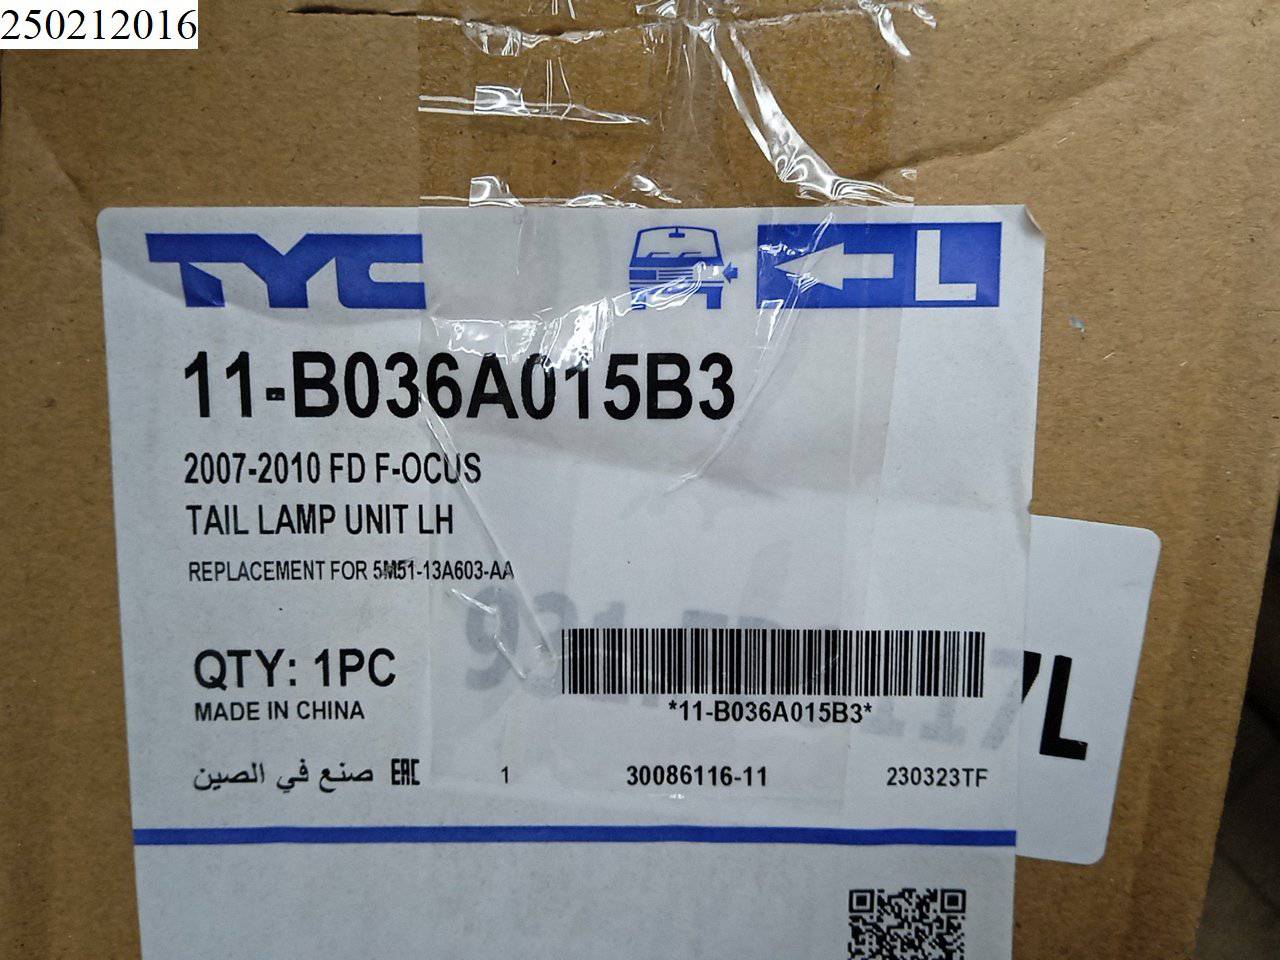 250212016
TYC
L
11-B036A015B3
2007-2010 FD F-OCUS
TAIL LAMP UNIT LH
REPLACEMENT FOR 5M51-13A603-AA
QTY: 1PC
MADE IN CHINA
*11-B036A015B3*
صنع في الصين EAC 1 30086116-11 230323TF
7L